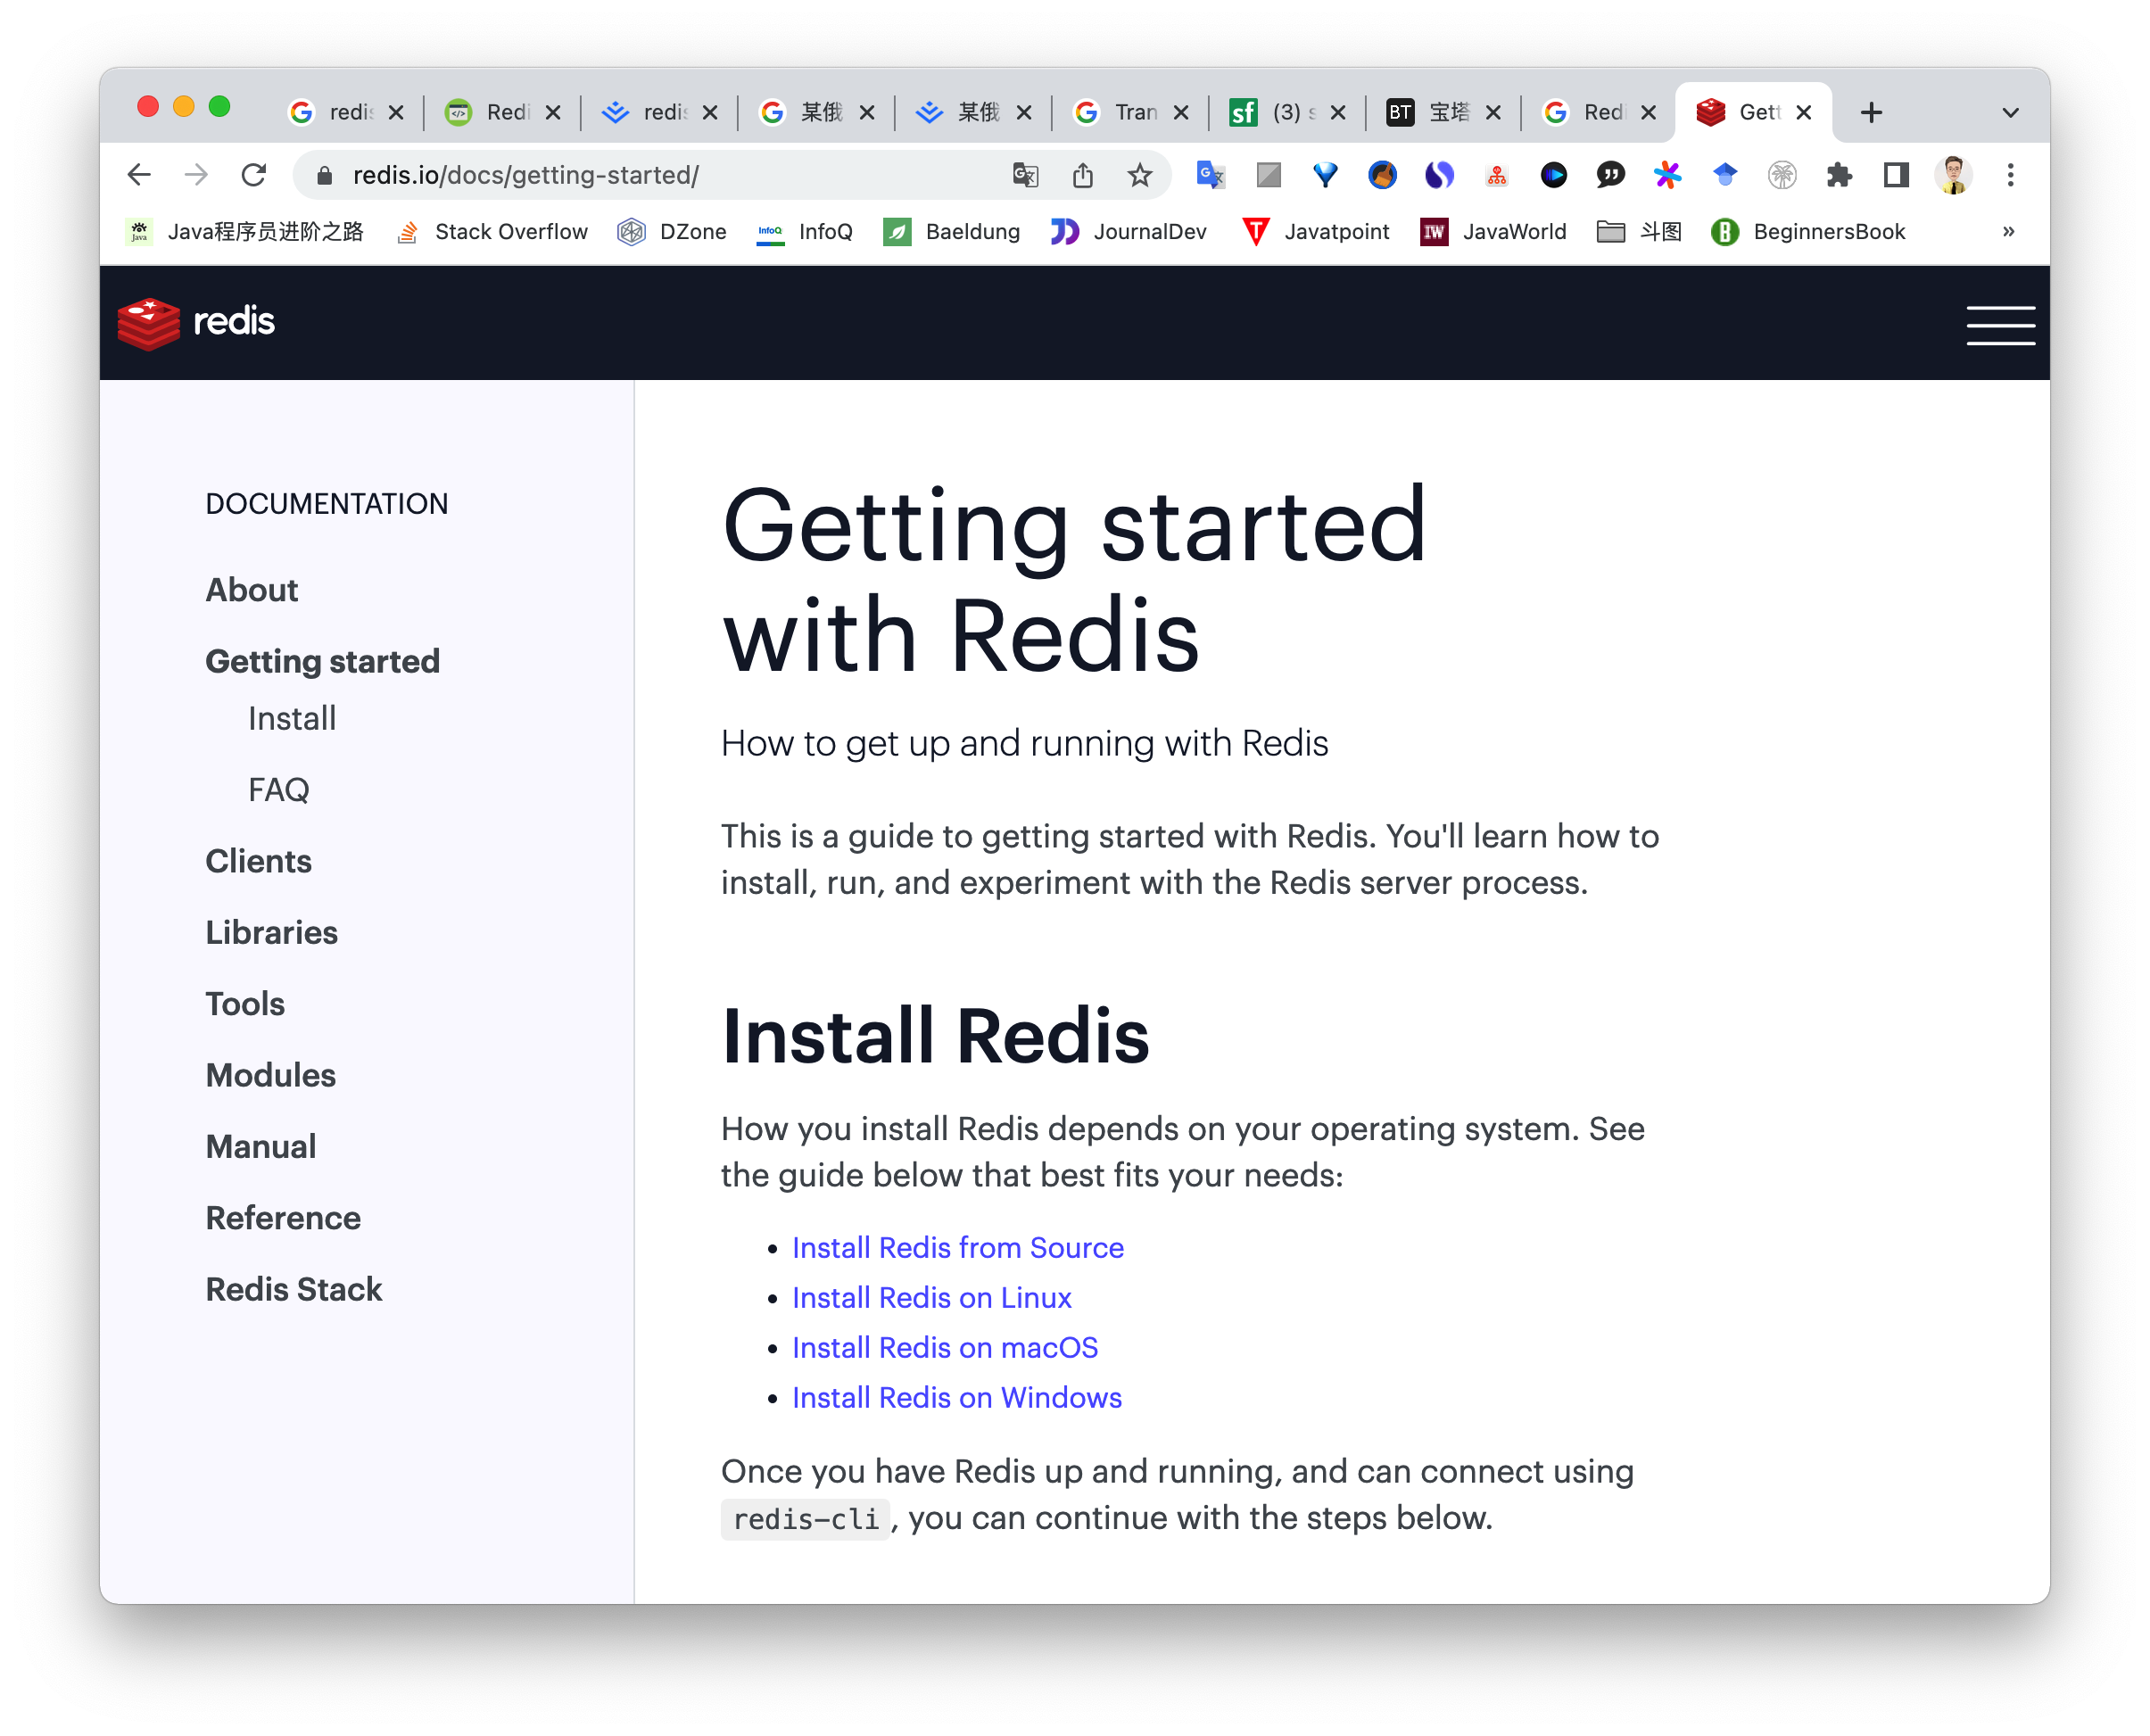 redis
Redi
redis
某俄
某俄
Tran
sf (3) s
BT 宝塔
Redi
Gett
redis.io/docs/getting-started/
Java程序员进阶之路 Stack Overflow DZone InfoQ InfoQ Baeldung JournalDev Javatpoint JavaWorld 斗图 BeginnersBook »
redis
DOCUMENTATION
About
Getting started
Install
FAQ
Clients
Libraries
Tools
Modules
Manual
Reference
Redis Stack
Getting started
with Redis
How to get up and running with Redis
This is a guide to getting started with Redis. You'll learn how to
install, run, and experiment with the Redis server process.
Install Redis
How you install Redis depends on your operating system. See
the guide below that best fits your needs:
• Install Redis from Source
• Install Redis on Linux
• Install Redis on macOS
• Install Redis on Windows
Once you have Redis up and running, and can connect using
redis-cli, you can continue with the steps below.